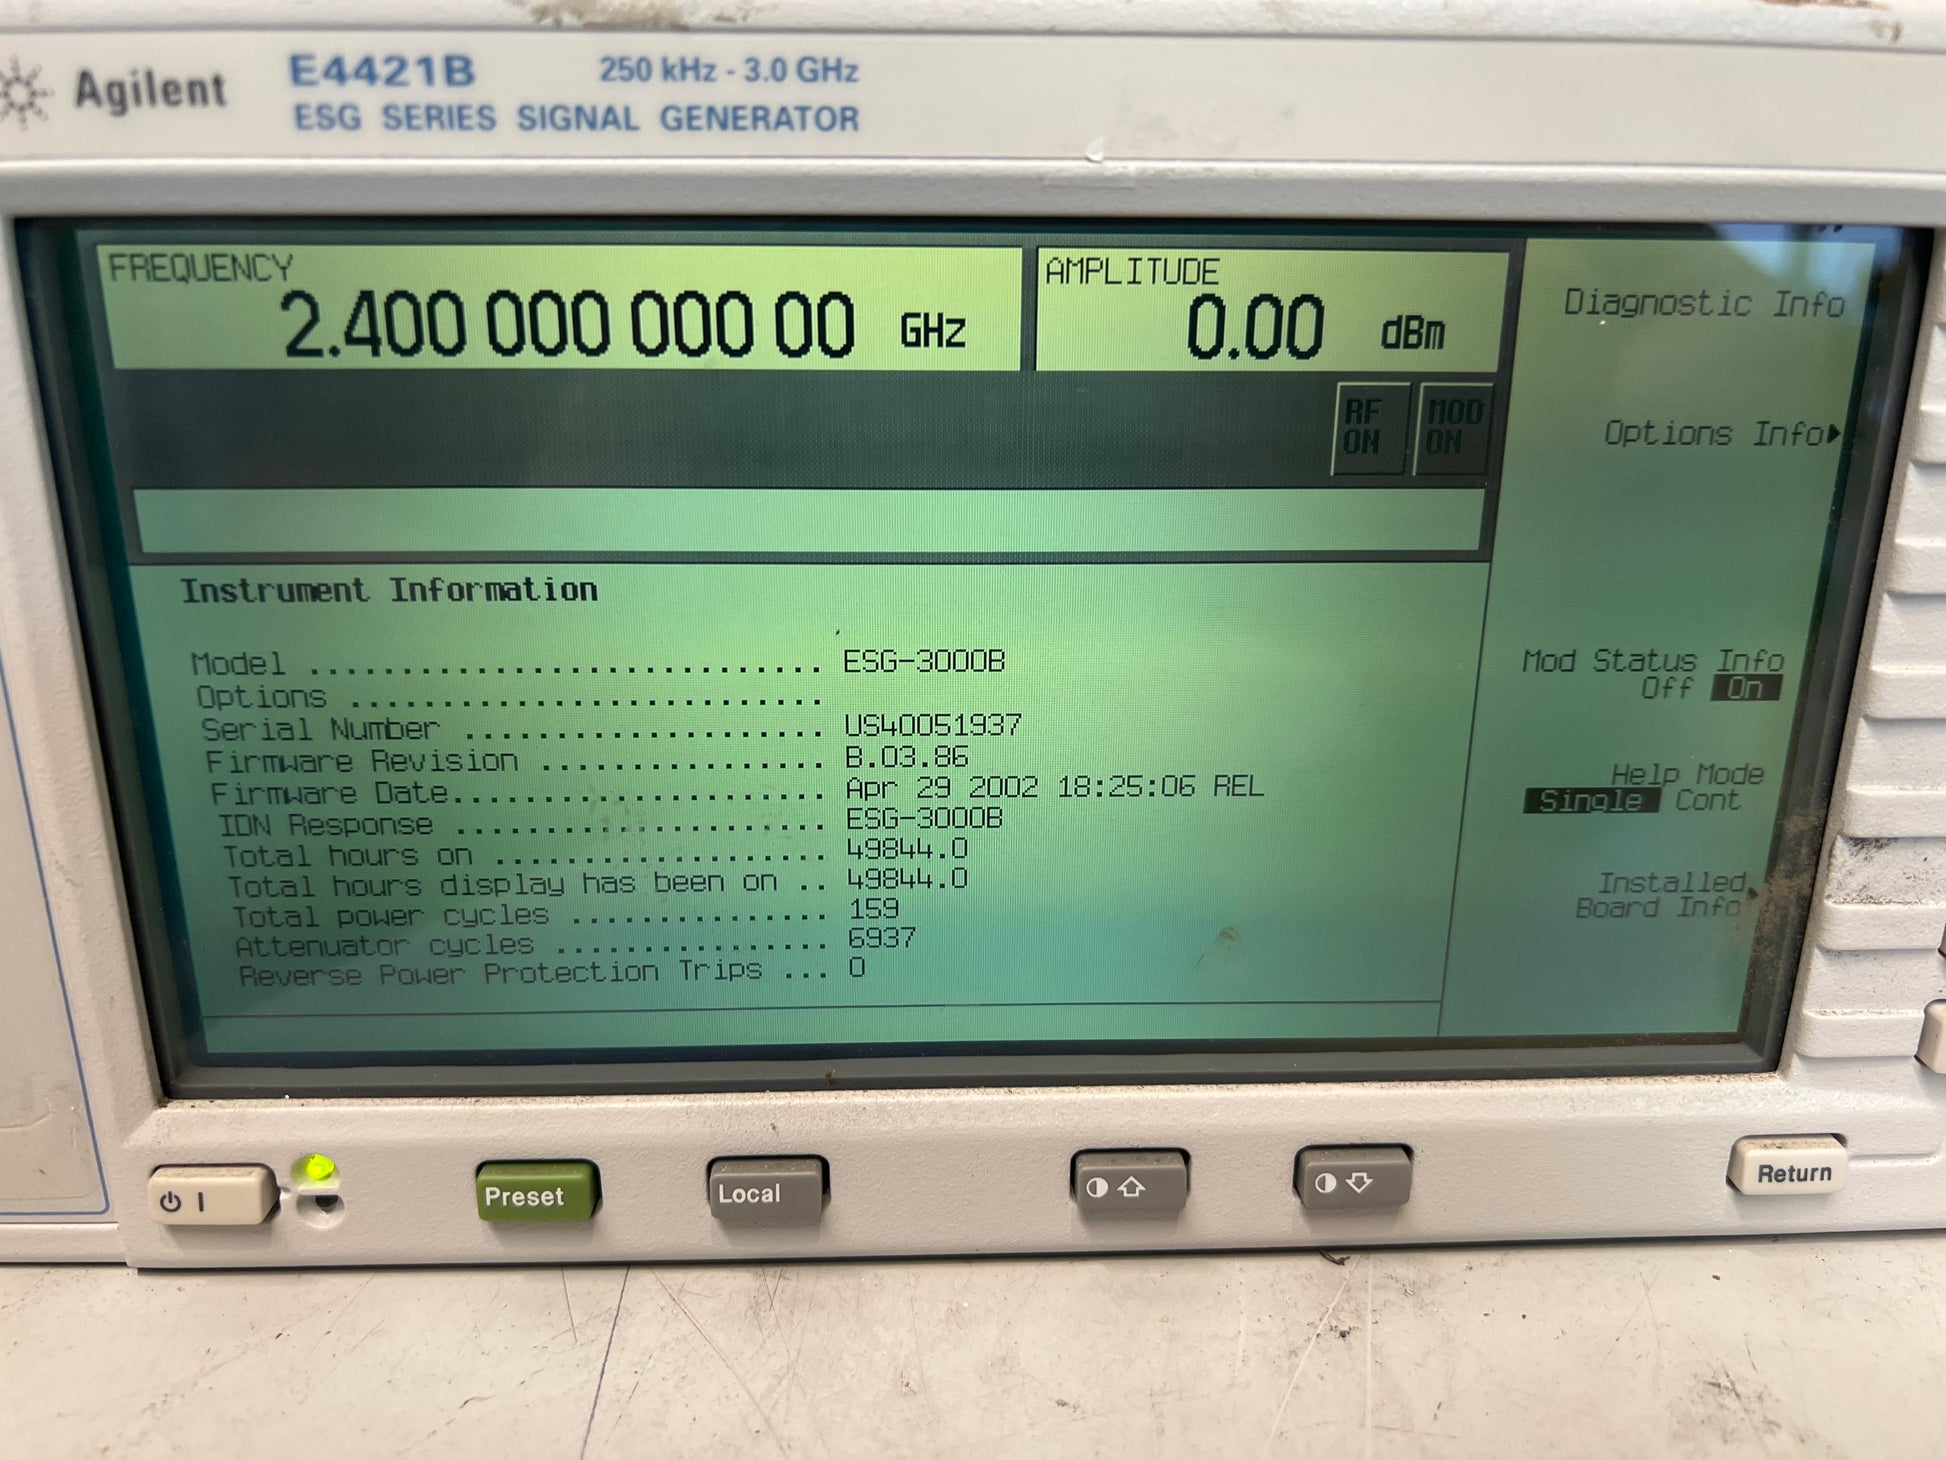 Agilent E4421B 250 kHz - 3.0 GHz
ESG SERIES SIGNAL GENERATOR
FREQUENCY
2.400 000 000 00 GHz
AMPLITUDE
0.00 dBm
RF
ON
MOD
ON
Instrument Information
Model ............................ ESG-3000B
Options ..........................
Serial Number .................... US40051937
Firmware Revision ................ B.03.86
Firmware Date..................... Apr 29 2002 18:25:06 REL
IDN Response ..................... ESG-3000B
Total hours on ................... 49844.0
Total hours display has been on .. 49844.0
Total power cycles ............... 159
Attenuator cycles ................ 6937
Reverse Power Protection Trips ... 0
Diagnostic Info
Options Info
Mod Status Info
Off On
Help Mode
Single Cont
Installed
Board Info
Preset
Local
Return